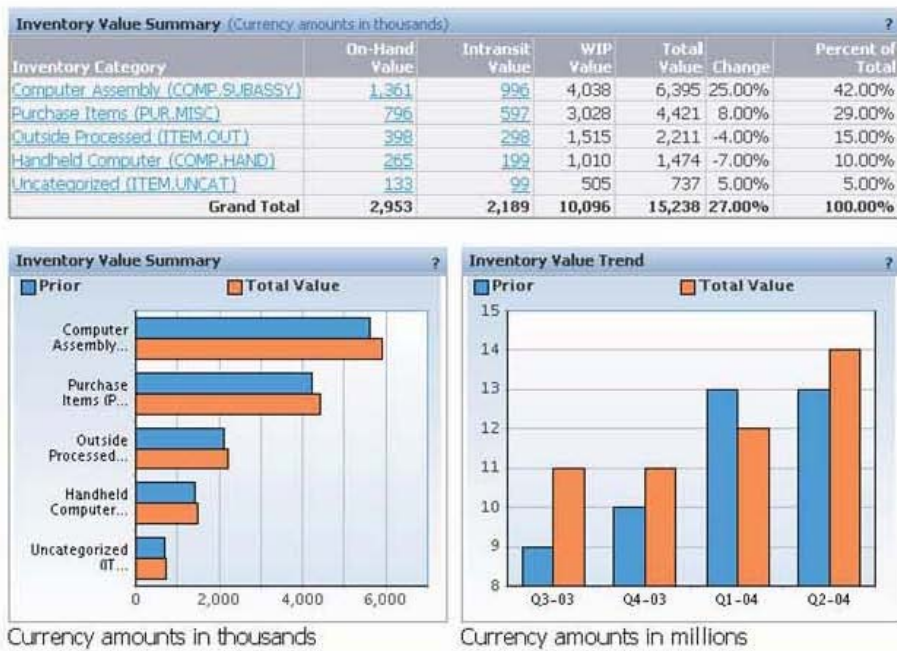 Inventory Value Summary (Currency amounts in thousands) ?
Inventory Category On-Hand Value Intransit Value WIP Value Total Value Change Percent of Total
Computer Assembly (COMP.SUBASSY) 1,361 996 4,038 6,395 25.00% 42.00%
Purchase Items (PUR.MISC) 796 597 3,028 4,421 8.00% 29.00%
Outside Processed (ITEM.OUT) 398 298 1,515 2,211 -4.00% 15.00%
Handheld Computer (COMP.HAND) 265 199 1,010 1,474 -7.00% 10.00%
Uncategorized (ITEM.UNCAT) 133 99 505 737 5.00% 5.00%
Grand Total 2,953 2,189 10,096 15,238 27.00% 100.00%
Inventory Value Summary ?
Prior Total Value
Computer
Assembly...
Purchase
Items (P...
Outside
Processed...
Handheld
Computer...
Uncategorized
(IT...
0 2,000 4,000 6,000
Currency amounts in thousands
Inventory Value Trend ?
Prior Total Value
15
14
13
12
11
10
9
8
Q3-03 Q4-03 Q1-04 Q2-04
Currency amounts in millions